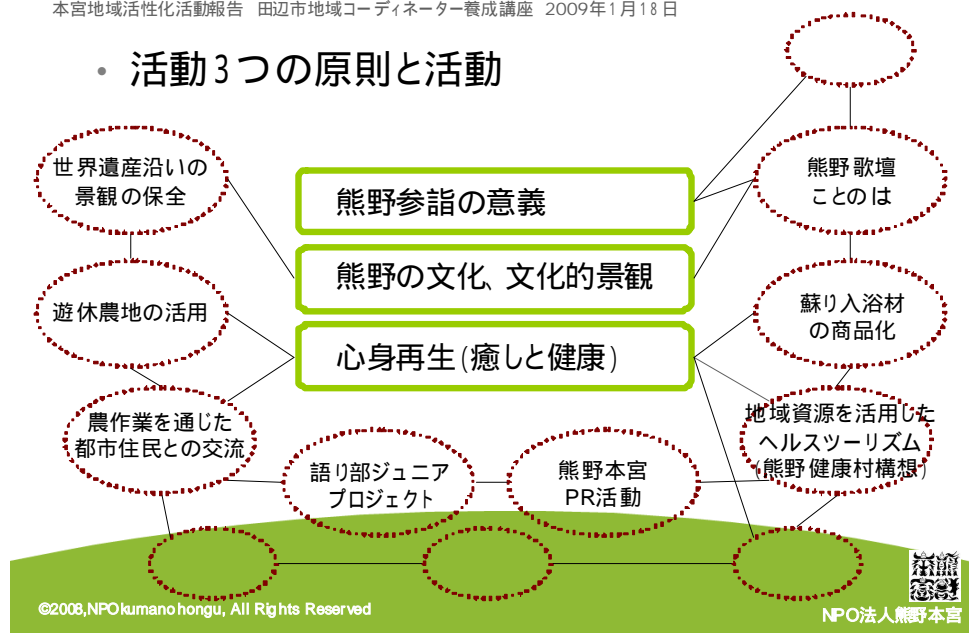 本宮地域活性化活動報告 田辺市地域コーディネーター養成講座 2009年1月18日
• 活動3つの原則と活動
世界遺産沿いの
景観の保全
熊野参詣の意義
熊野歌壇
ことのは
熊野の文化、文化的景観
遊休農地の活用
蘇り入浴材
の商品化
心身再生(癒しと健康)
農作業を通じた
都市住民との交流
地域資源を活用した
ヘルスツーリズム
(熊野健康村構想)
語り部ジュニア
プロジェクト
熊野本宮
PR活動
©2008,NPOkumanohongu, All Rights Reserved
NPO法人熊野本宮